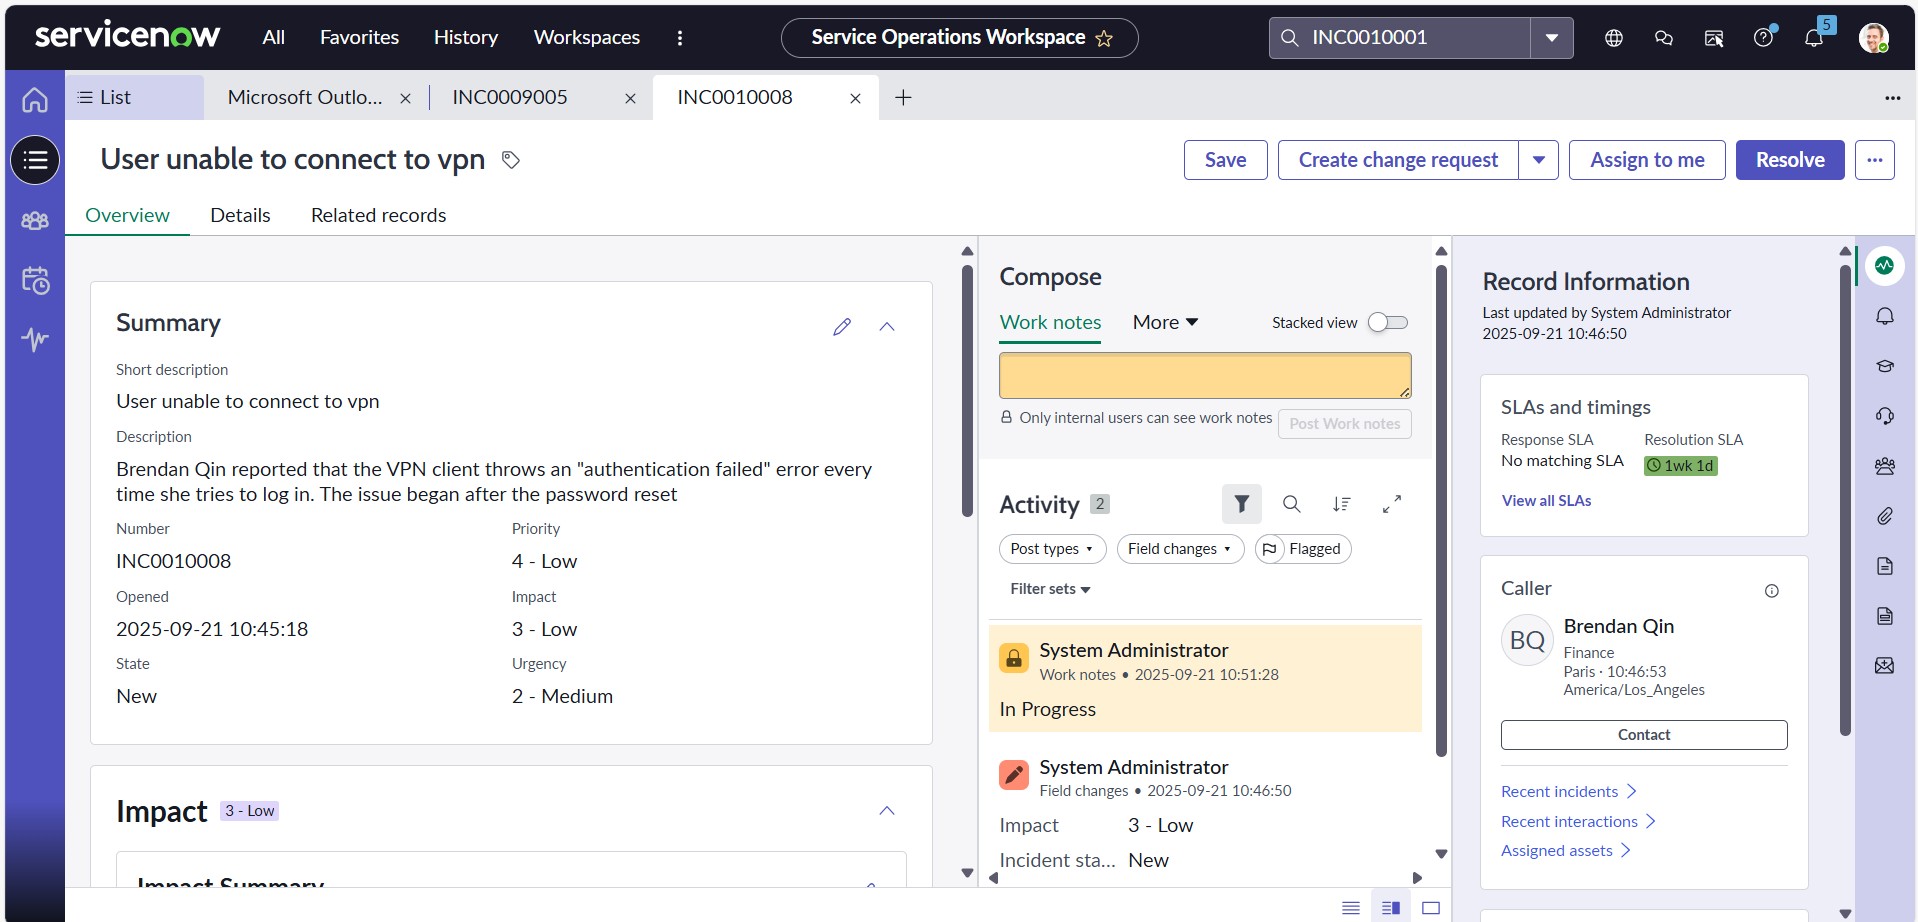 servicenow
All
Favorites
History
Workspaces
Service Operations Workspace
INC0010001
5
List
Microsoft Outlo...
INC0009005
INC0010008
User unable to connect to vpn
Save
Create change request
Assign to me
Resolve
Overview
Details
Related records
Summary
Short description
User unable to connect to vpn
Description
Brendan Qin reported that the VPN client throws an "authentication failed" error every
time she tries to log in. The issue began after the password reset
Number
Priority
INC0010008
4 - Low
Opened
Impact
2025-09-21 10:45:18
3 - Low
State
Urgency
New
2 - Medium
Impact
3 - Low
Impact Summary
Compose
Work notes
More
Stacked view
Only internal users can see work notes
Post Work notes
Activity
2
Post types
Field changes
Flagged
Filter sets
System Administrator
Work notes • 2025-09-21 10:51:28
In Progress
System Administrator
Field changes • 2025-09-21 10:46:50
Impact
3 - Low
Incident sta...
New
Record Information
Last updated by System Administrator
2025-09-21 10:46:50
SLAs and timings
Response SLA
Resolution SLA
No matching SLA
1wk 1d
View all SLAs
Caller
BQ
Brendan Qin
Finance
Paris · 10:46:53
America/Los_Angeles
Contact
Recent incidents
Recent interactions
Assigned assets